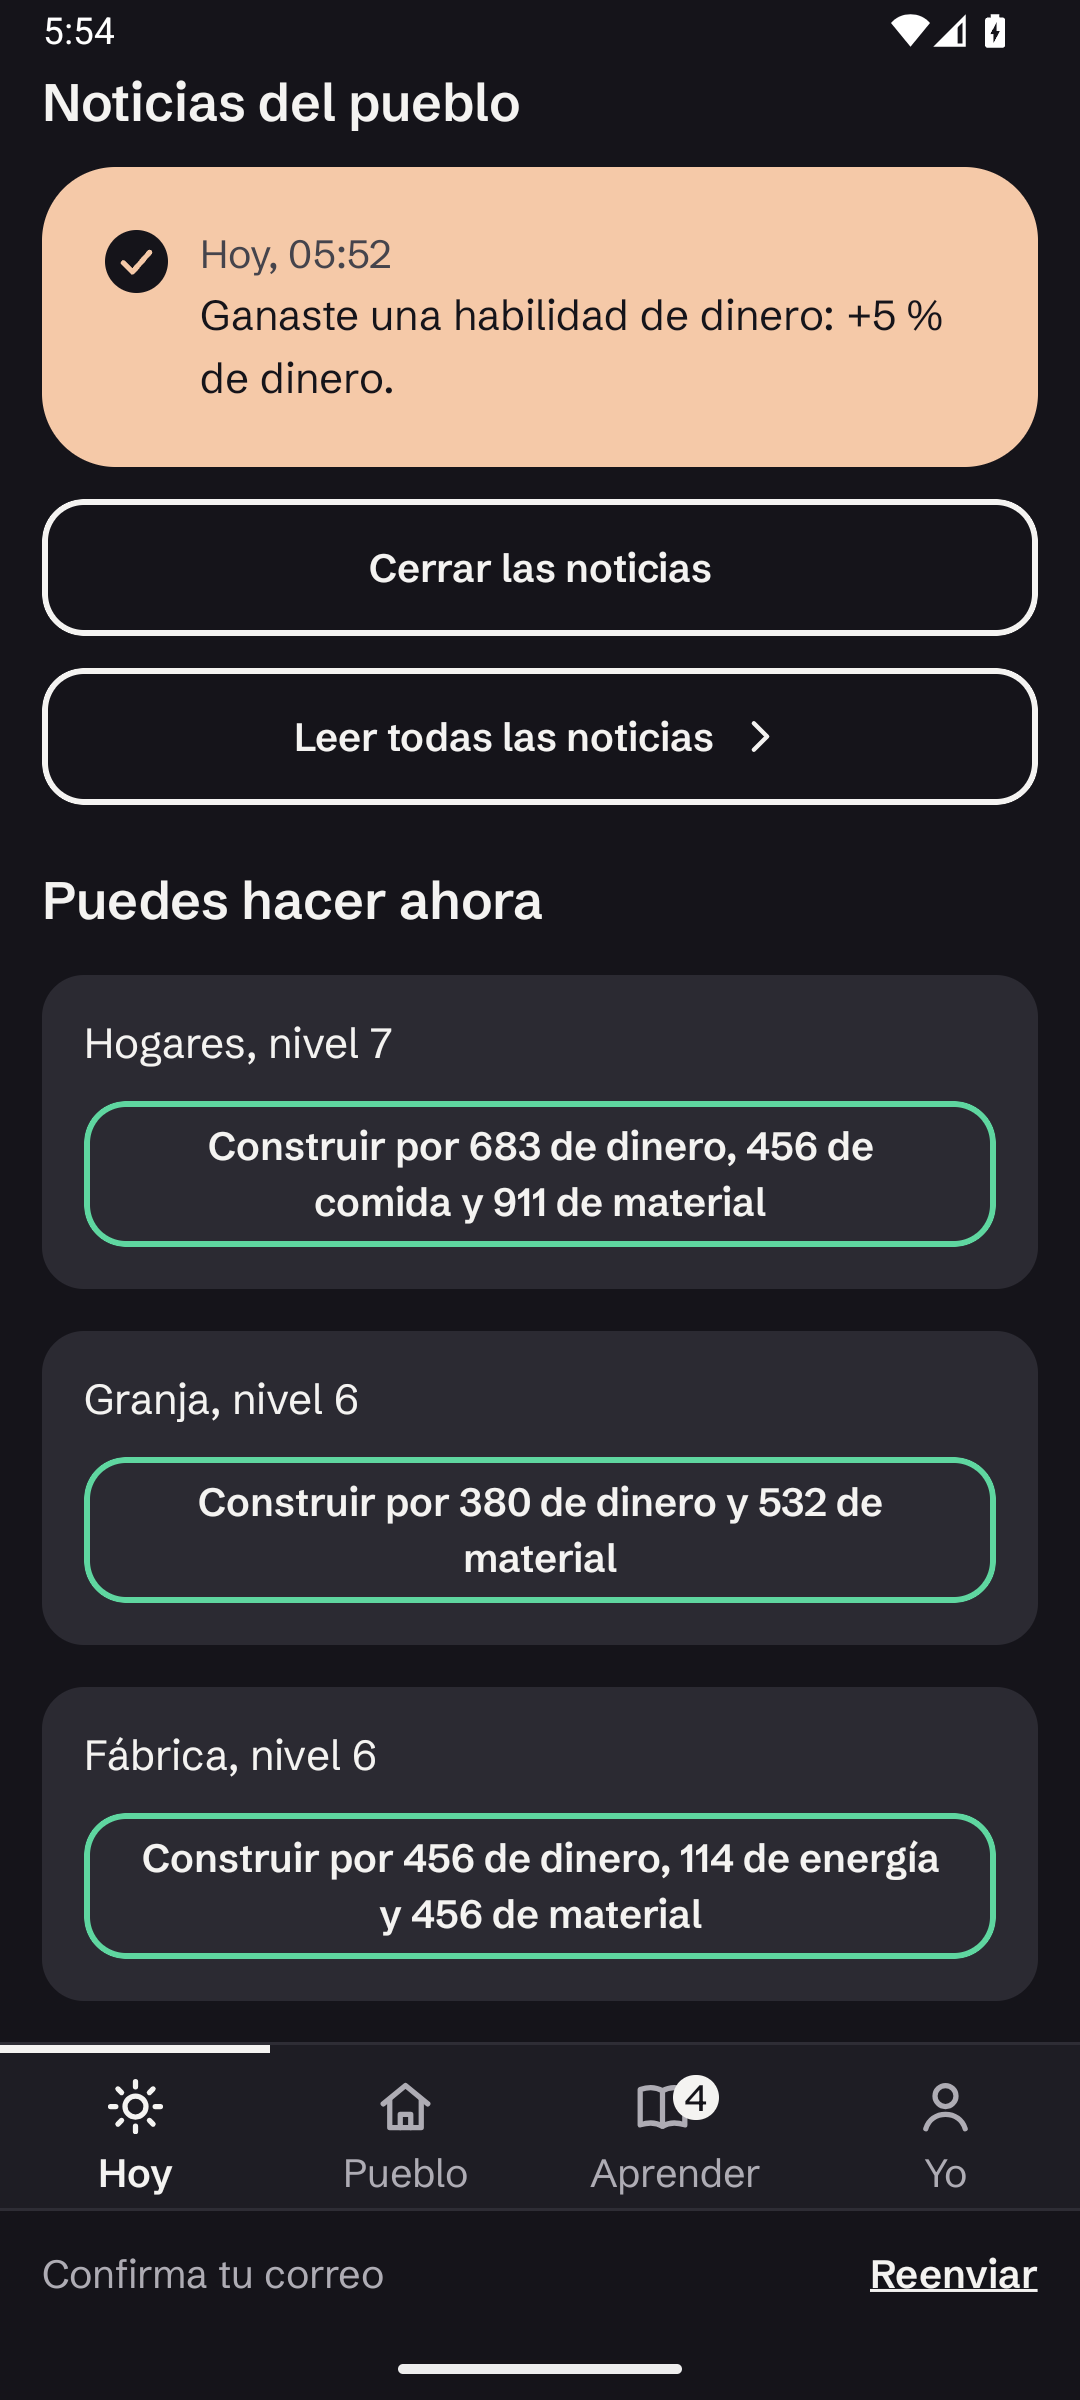 5:54
Noticias del pueblo
Hoy, 05:52
Ganaste una habilidad de dinero: +5 %
de dinero.
Cerrar las noticias
Leer todas las noticias
Puedes hacer ahora
Hogares, nivel 7
Construir por 683 de dinero, 456 de
comida y 911 de material
Granja, nivel 6
Construir por 380 de dinero y 532 de
material
Fábrica, nivel 6
Construir por 456 de dinero, 114 de energía
y 456 de material
4
Hoy
Pueblo
Aprender
Yo
Confirma tu correo
Reenviar